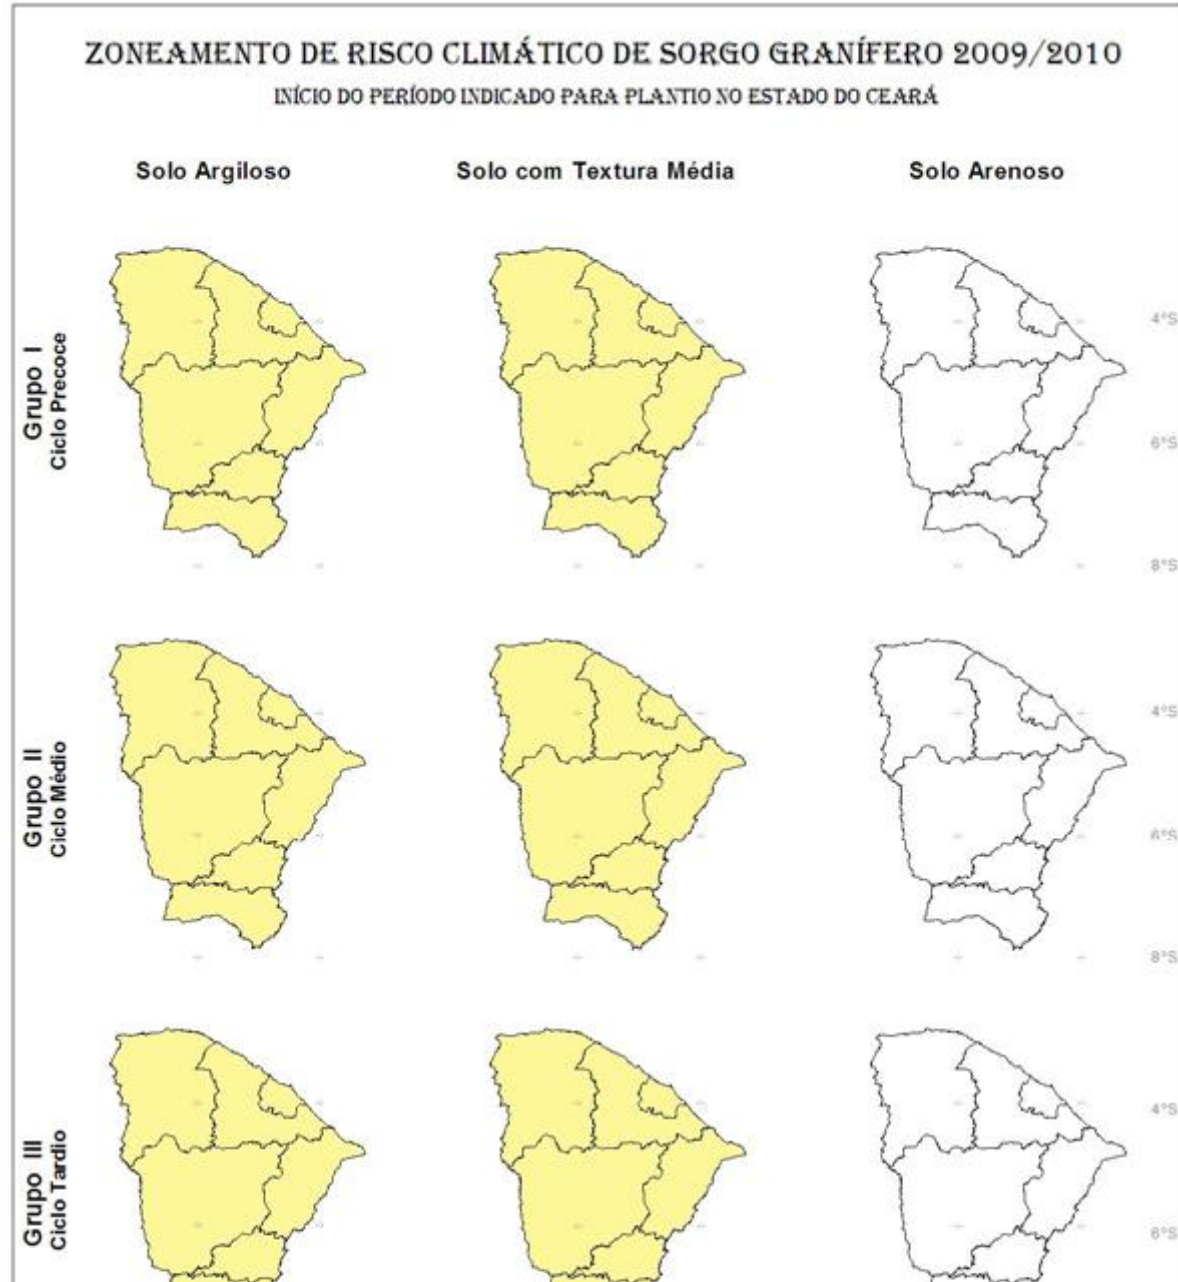 ZONEAMENTO DE RISCO CLIMÁTICO DE SORGO GRANÍFERO 2009/2010
INÍCIO DO PERÍODO INDICADO PARA PLANTIO NO ESTADO DO CEARÁ
Solo Argiloso
Solo com Textura Média
Solo Arenoso
Grupo I
Ciclo Precoce
4°S
6°S
8°S
Grupo II
Ciclo Médio
4°S
6°S
8°S
Grupo III
Ciclo Tardio
4°S
6°S